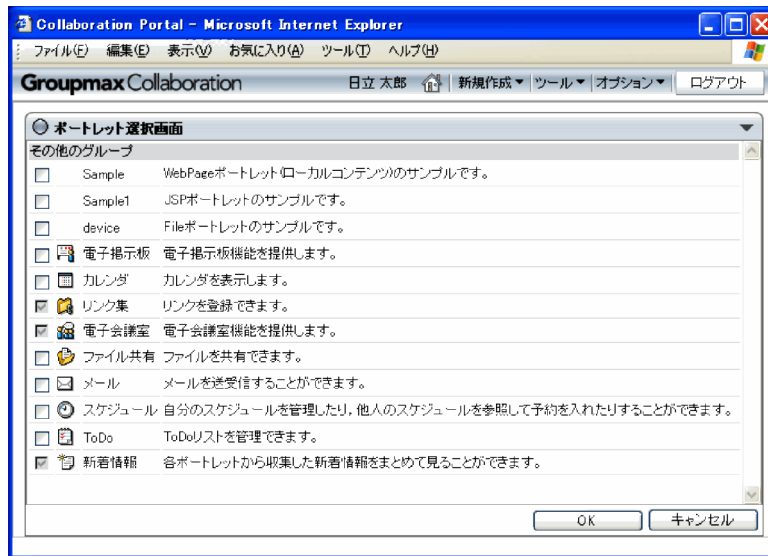 Collaboration Portal - Microsoft Internet Explorer
ファイル(F) 編集(E) 表示(V) お気に入り(A) ツール(T) ヘルプ(H)
Groupmax Collaboration 日立 太郎 新規作成 ツール オプション ログアウト
ポートレット選択画面
その他のグループ
Sample WebPageポートレット(ローカルコンテンツ)のサンプルです。
Sample1 JSPポートレットのサンプルです。
device Fileポートレットのサンプルです。
電子掲示板 電子掲示板機能を提供します。
カレンダ カレンダを表示します。
リンク集 リンクを登録できます。
電子会議室 電子会議室機能を提供します。
ファイル共有 ファイルを共有できます。
メール メールを送受信することができます。
スケジュール 自分のスケジュールを管理したり,他人のスケジュールを参照して予約を入れたりすることができます。
ToDo ToDoリストを管理できます。
新着情報 各ポートレットから収集した新着情報をまとめて見ることができます。
OK キャンセル